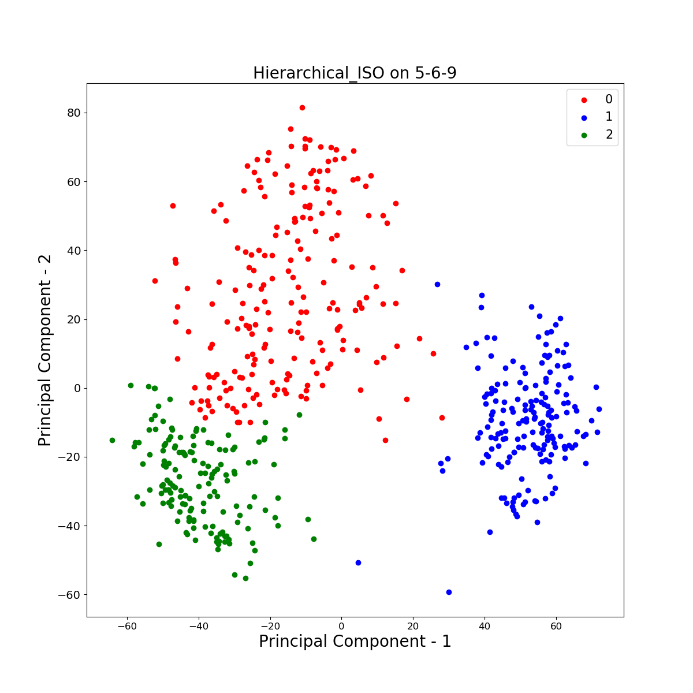 Hierarchical_ISO on 5-6-9
0
1
2
80
60
40
20
0
−20
−40
−60
Principal Component - 2
−60 −40 −20 0 20 40 60
Principal Component - 1